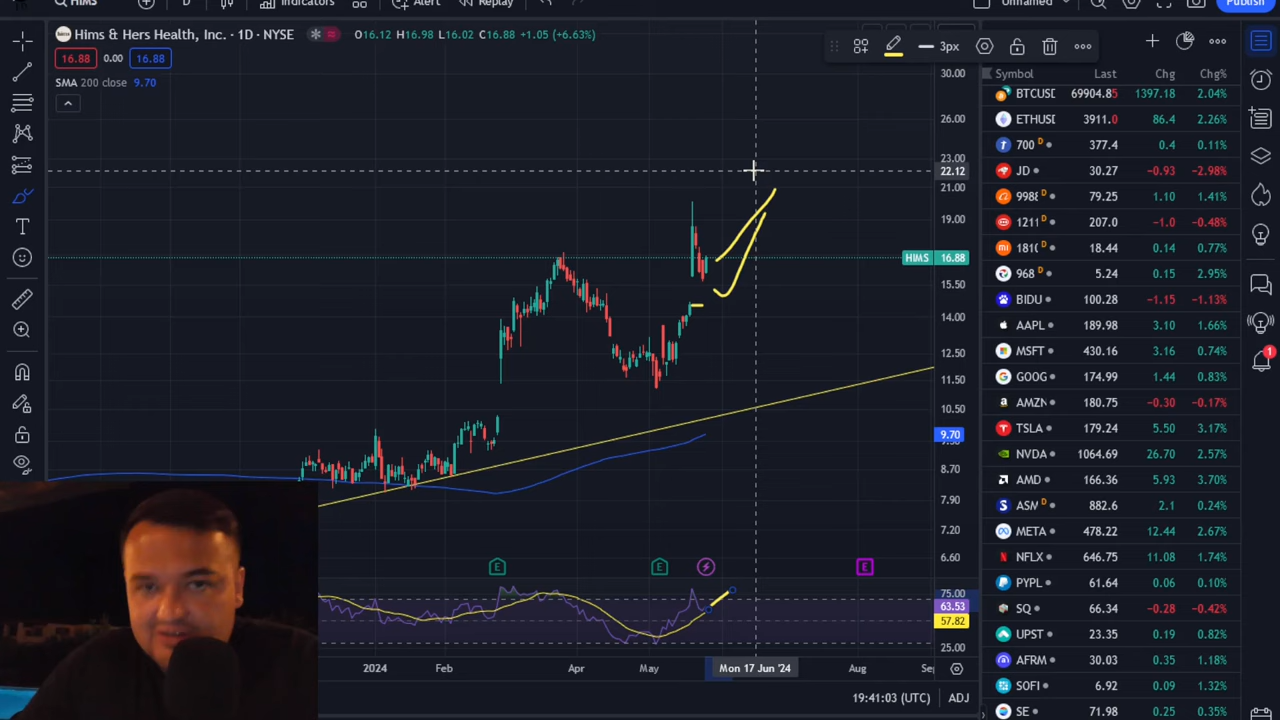 HIMS D Indicators Alert Replay Unnamed Publish
Hims & Hers Health, Inc. · 1D · NYSE O16.12 H16.98 L16.02 C16.88 +1.05 (+6.63%)
16.88 0.00 16.88
SMA 200 close 9.70
3px
30.00
26.00
23.00
22.12
21.00
19.00
HIMS 16.88
15.50
14.00
12.50
11.50
10.50
9.70
8.70
7.90
7.20
6.60
E E E
75.00
63.53
57.82
25.00
2024 Feb Apr May Mon 17 Jun '24 Aug
19:41:03 (UTC) ADJ
Symbol Last Chg Chg%
BTCUSD 69904.85 1397.18 2.04%
ETHUSD 3911.0 86.4 2.26%
700 D 377.4 0.4 0.11%
JD 30.27 -0.93 -2.98%
9988 D 79.25 1.10 1.41%
1211 D 207.0 -1.0 -0.48%
1810 D 18.44 0.14 0.77%
968 D 5.24 0.15 2.95%
BIDU 100.28 -1.15 -1.13%
AAPL 189.98 3.10 1.66%
MSFT 430.16 3.16 0.74%
GOOG 174.99 1.44 0.83%
AMZN 180.75 -0.30 -0.17%
TSLA 179.24 5.50 3.17%
NVDA 1064.69 26.70 2.57%
AMD 166.36 5.93 3.70%
ASM D 882.6 2.1 0.24%
META 478.22 12.44 2.67%
NFLX 646.75 11.08 1.74%
PYPL 61.64 0.06 0.10%
SQ 66.34 -0.28 -0.42%
UPST 23.35 0.19 0.82%
AFRM 30.03 0.35 1.18%
SOFI 6.92 0.09 1.32%
SE 71.98 0.25 0.35%
1